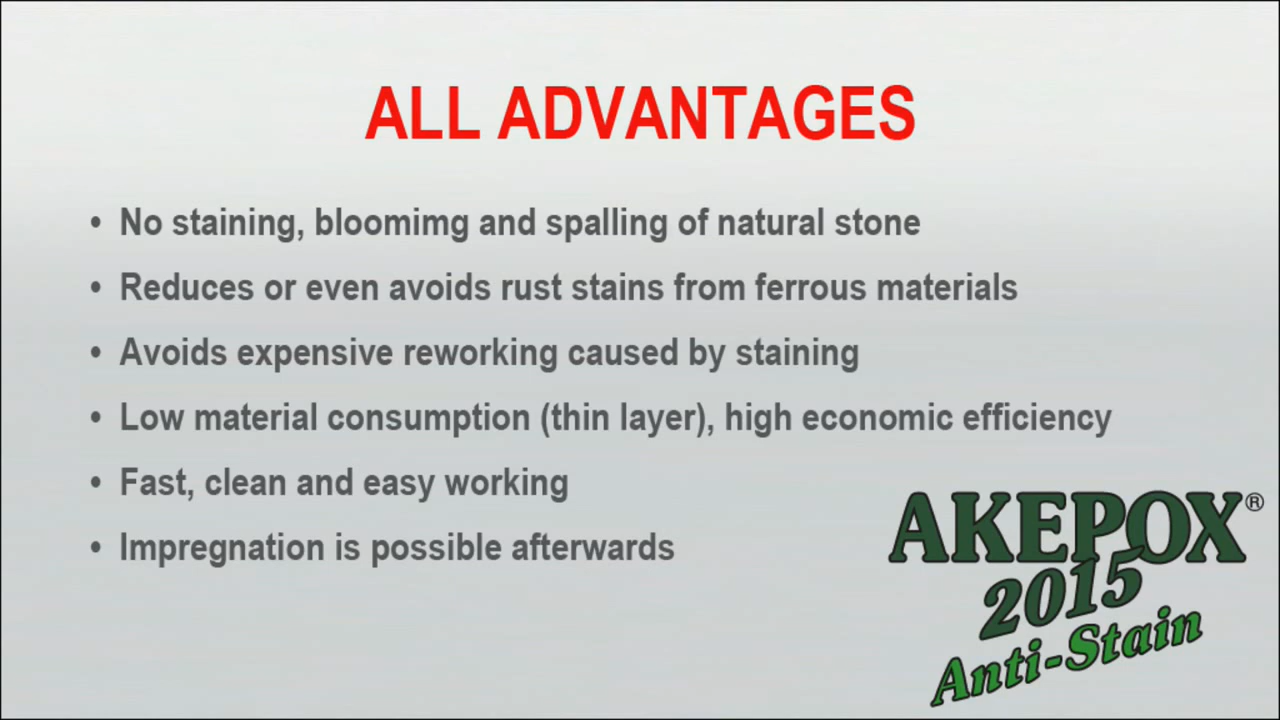 ALL ADVANTAGES
• No staining, bloomimg and spalling of natural stone
• Reduces or even avoids rust stains from ferrous materials
• Avoids expensive reworking caused by staining
• Low material consumption (thin layer), high economic efficiency
• Fast, clean and easy working
• Impregnation is possible afterwards
AKEPOX®
2015
Anti-Stain